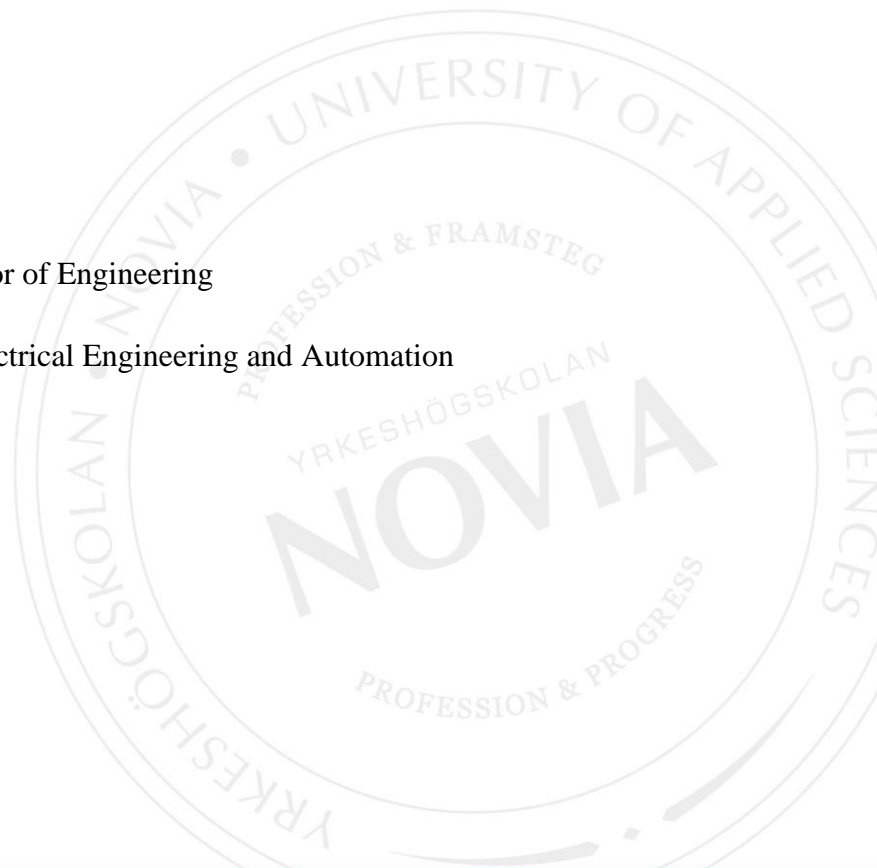 UNIVERSITY OF APPLIED SCIENCES
YRKESHÖGSKOLAN • NOVIA •
PROFESSION & FRAMSTEG
or of Engineering
ctrical Engineering and Automation
YRKESHÖGSKOLAN
NOVIA
PROFESSION & PROGRESS